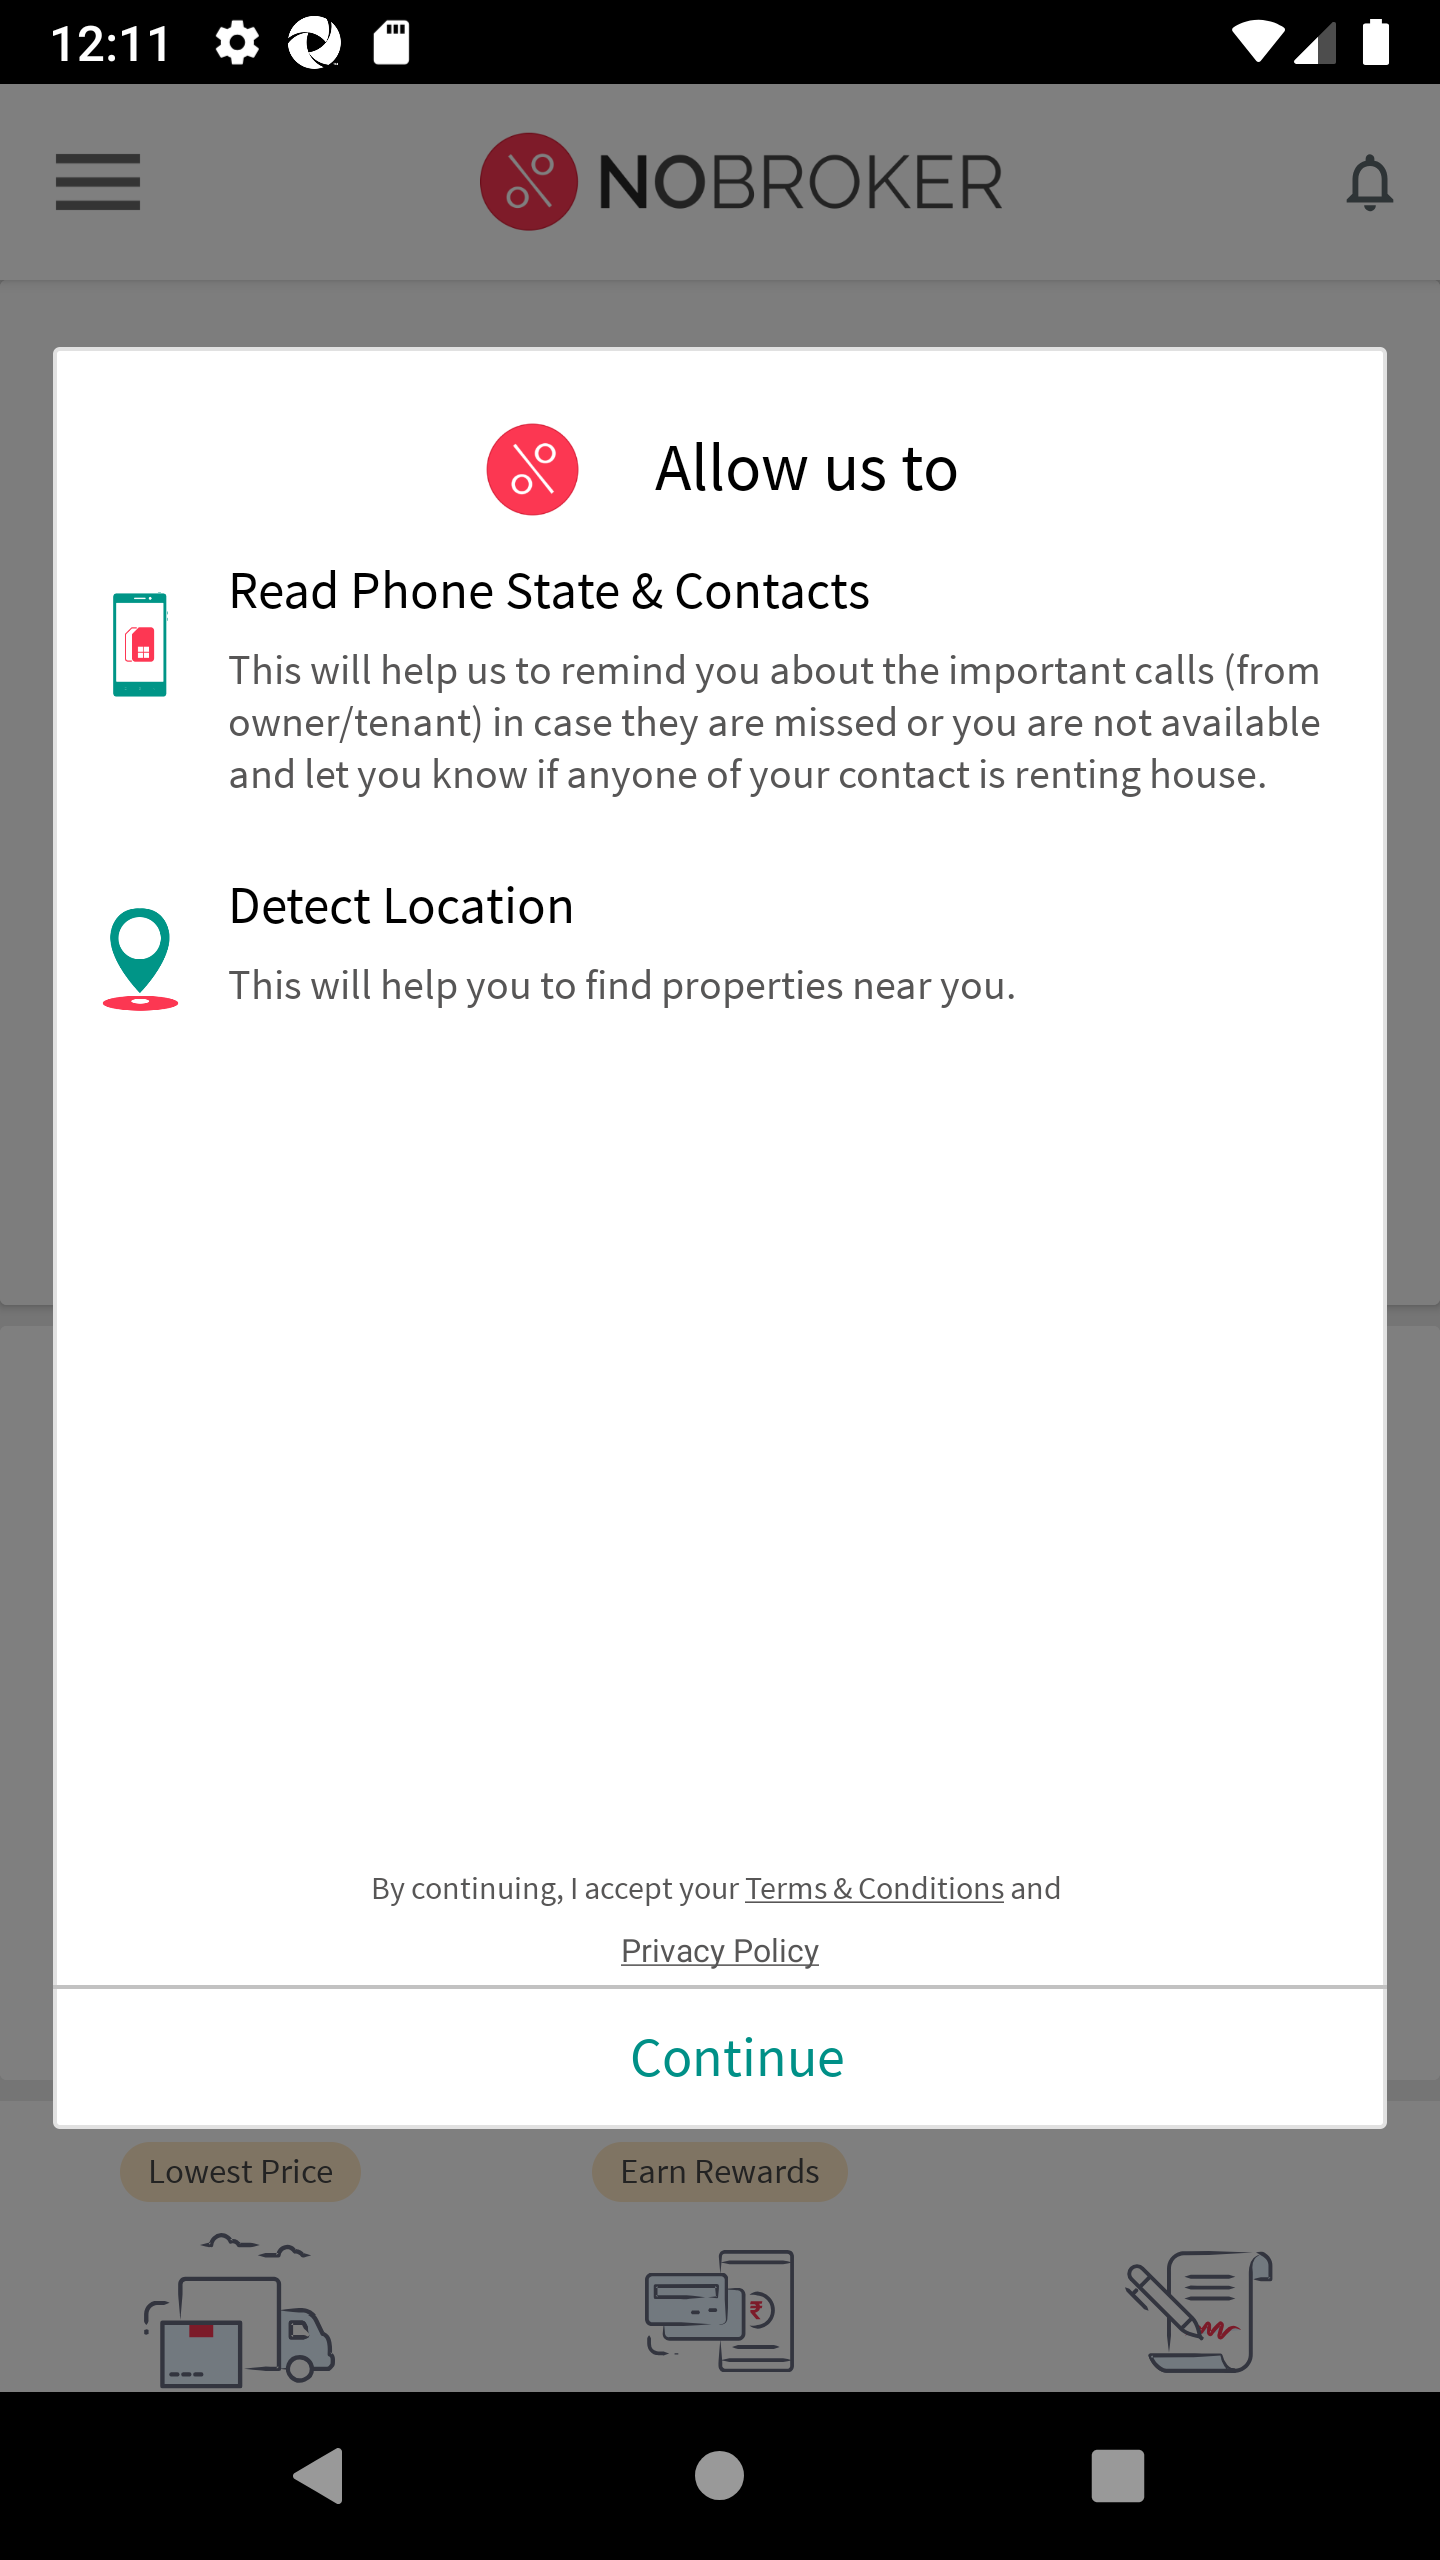 12:11
NOBROKER
Allow us to
Read Phone State & Contacts
This will help us to remind you about the important calls (from
owner/tenant) in case they are missed or you are not available
and let you know if anyone of your contact is renting house.
Detect Location
This will help you to find properties near you.
By continuing, I accept your Terms & Conditions and
Privacy Policy
Continue
Lowest Price
Earn Rewards